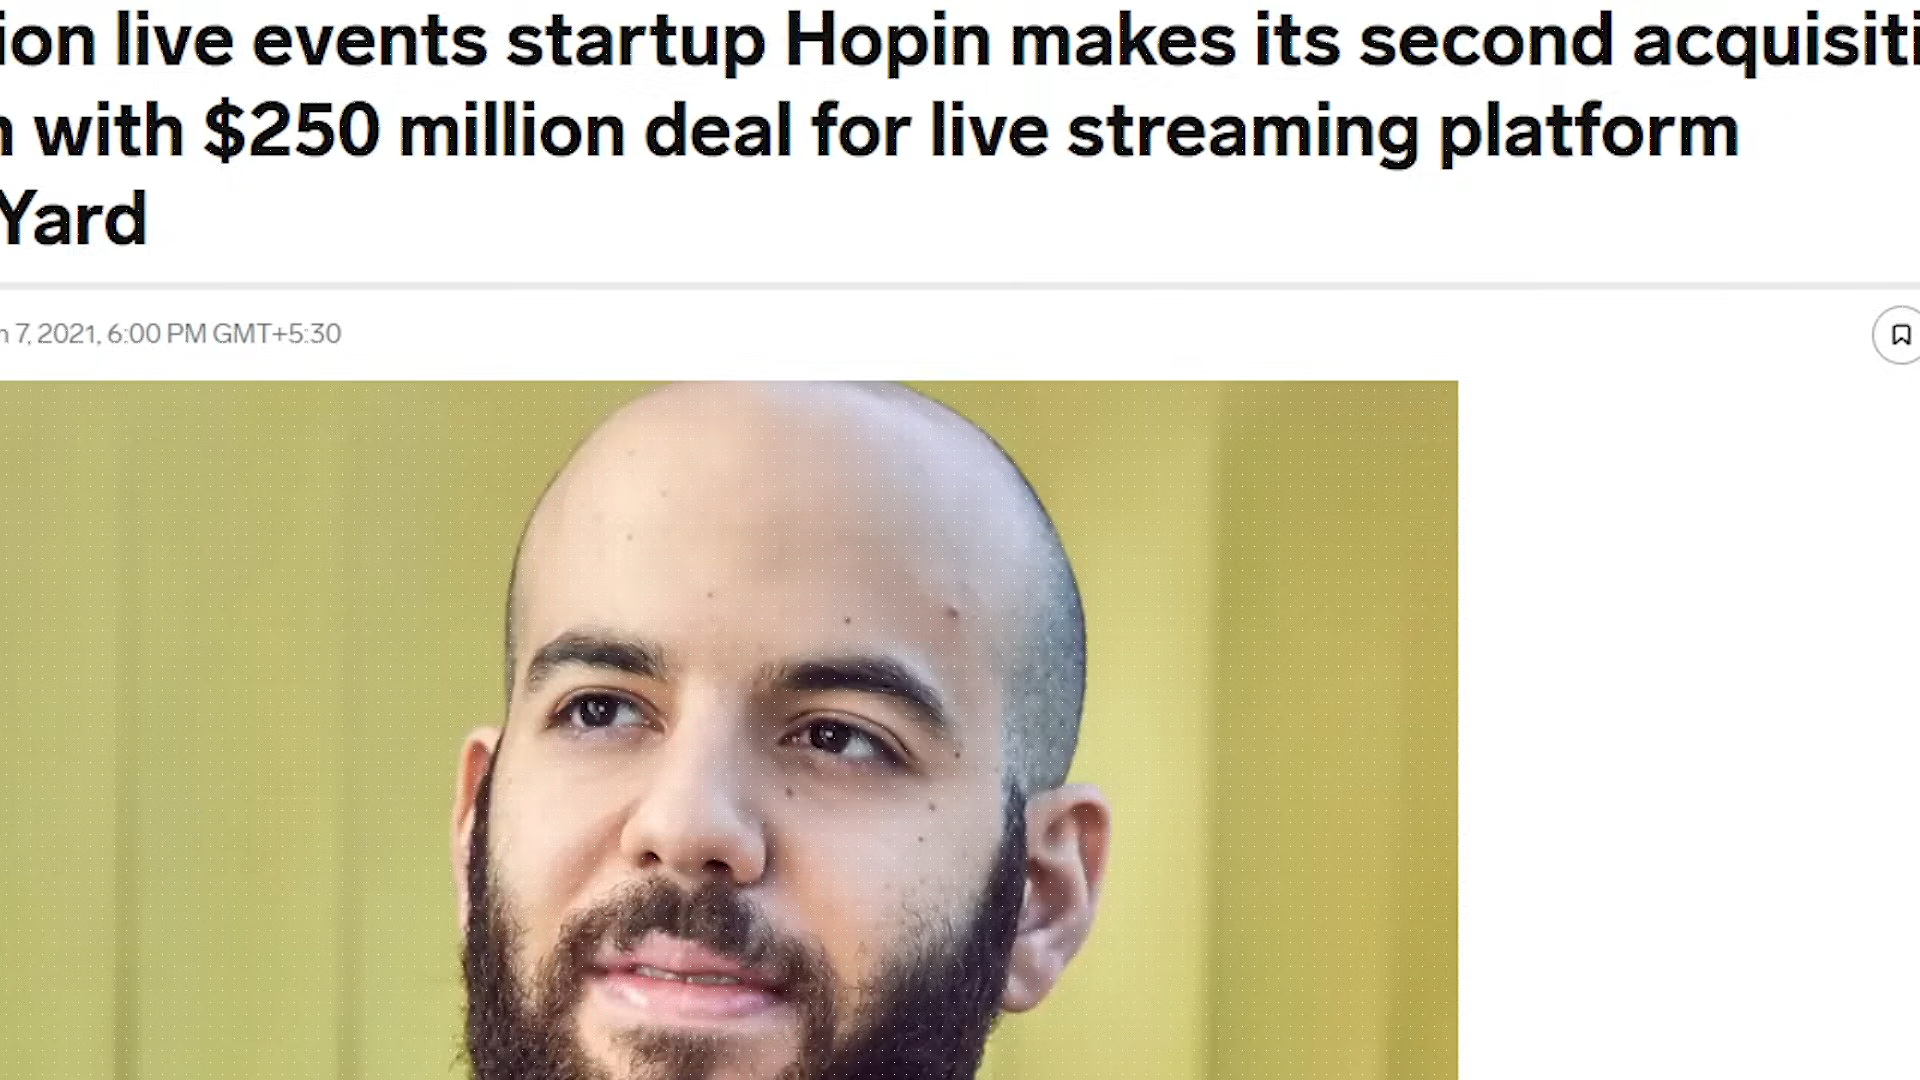 ion live events startup Hopin makes its second acquisiti
n with $250 million deal for live streaming platform
Yard
n 7, 2021, 6:00 PM GMT+5:30